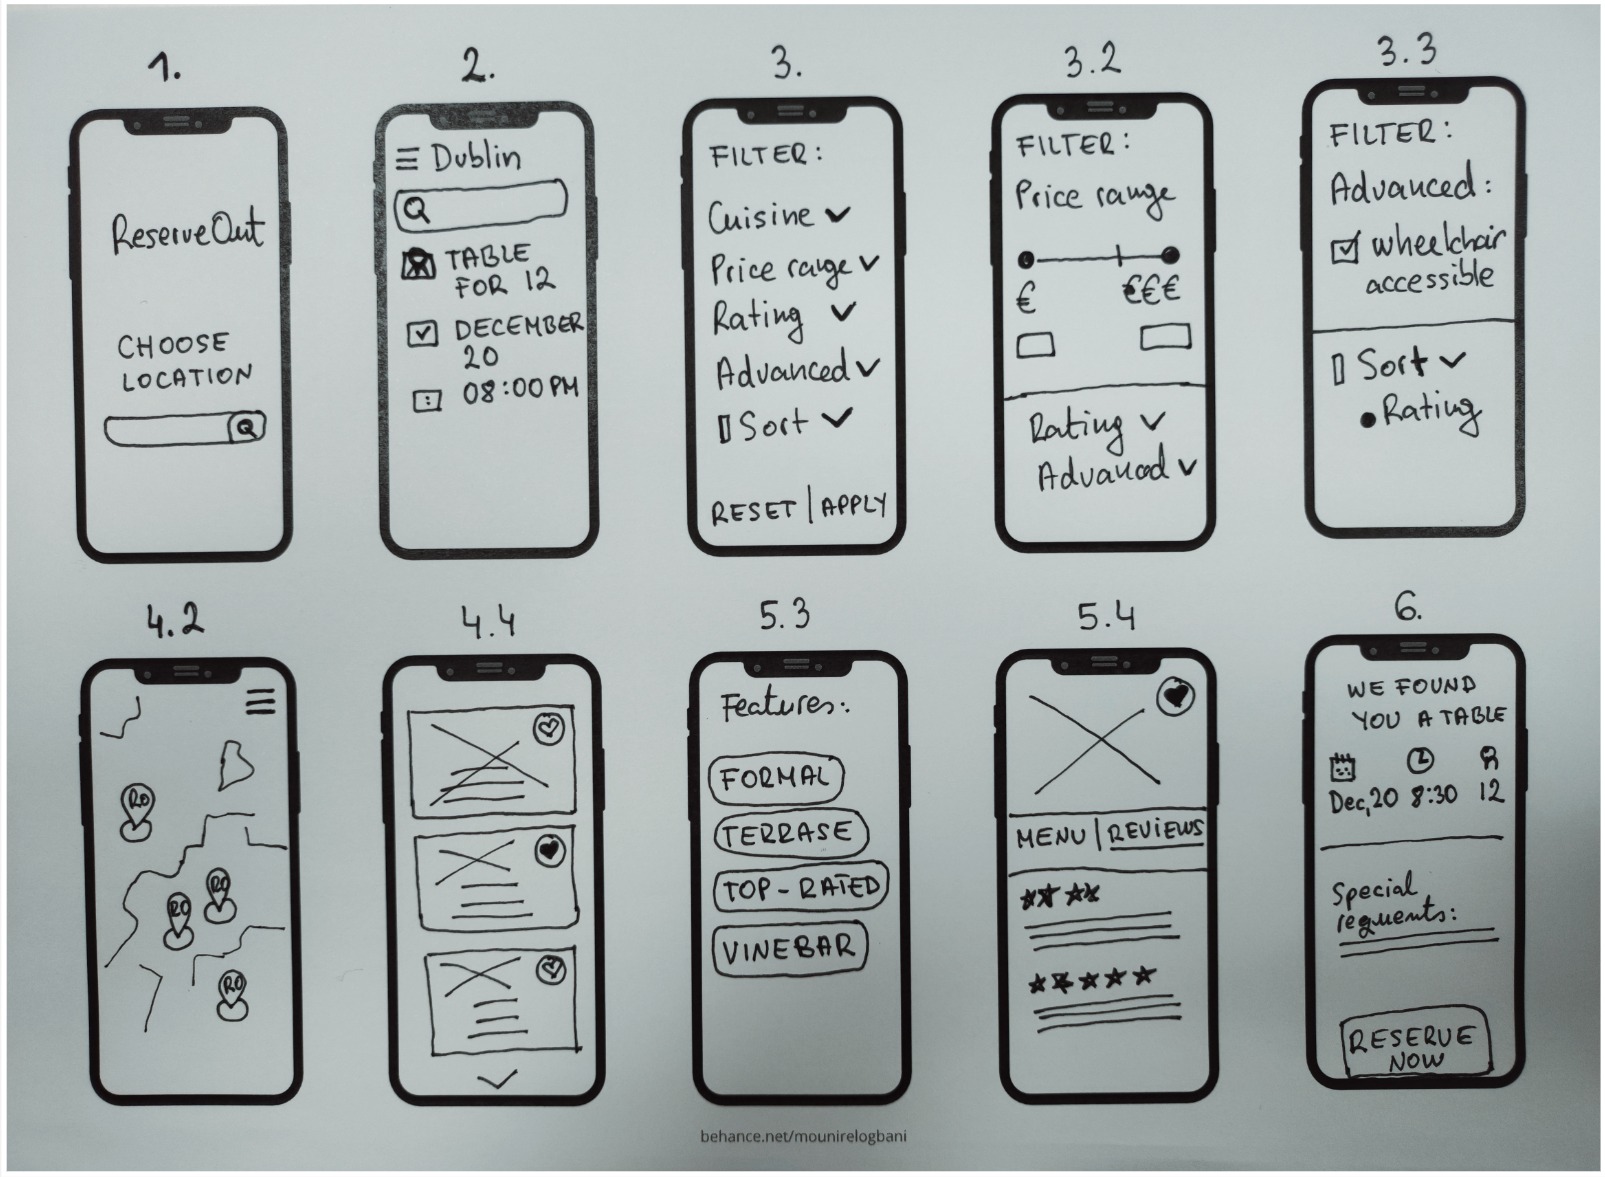 1.
ReserveOut
CHOOSE
LOCATION
2.
Dublin
TABLE
FOR 12
DECEMBER
20
08:00 PM
3.
FILTER:
Cuisine
Price range
Rating
Advanced
Sort
RESET | APPLY
3.2
FILTER:
Price range
€ €€€
Rating
Advanced
3.3
FILTER:
Advanced:
wheelchair
accessible
Sort
Rating
4.2
RO
RO
RO
RO
4.4
5.3
Features:
FORMAL
TERRASE
TOP-RATED
VINEBAR
5.4
MENU | REVIEWS
6.
WE FOUND
YOU A TABLE
Dec,20 8:30 12
Special
requents:
RESERVE
NOW
behance.net/mounirelogbani